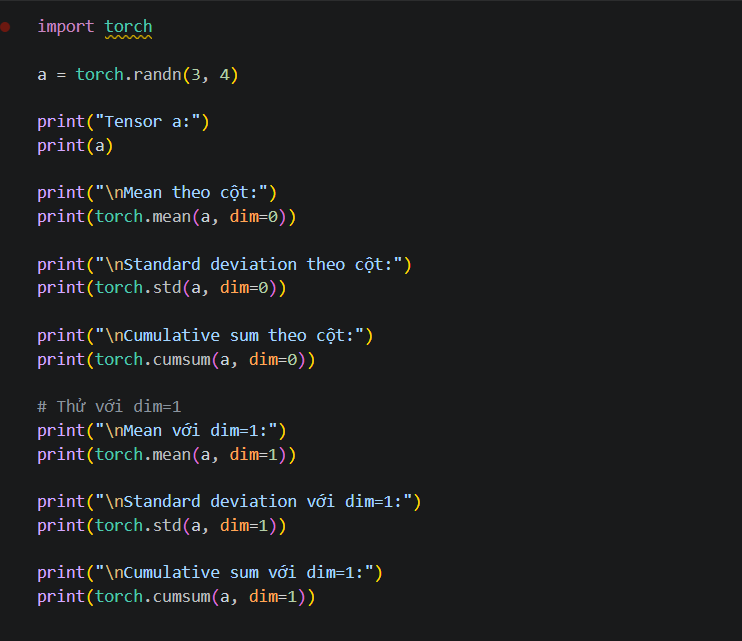 import torch
a = torch.randn(3, 4)
print("Tensor a:")
print(a)
print("\nMean theo cột:")
print(torch.mean(a, dim=0))
print("\nStandard deviation theo cột:")
print(torch.std(a, dim=0))
print("\nCumulative sum theo cột:")
print(torch.cumsum(a, dim=0))
# Thử với dim=1
print("\nMean với dim=1:")
print(torch.mean(a, dim=1))
print("\nStandard deviation với dim=1:")
print(torch.std(a, dim=1))
print("\nCumulative sum với dim=1:")
print(torch.cumsum(a, dim=1))